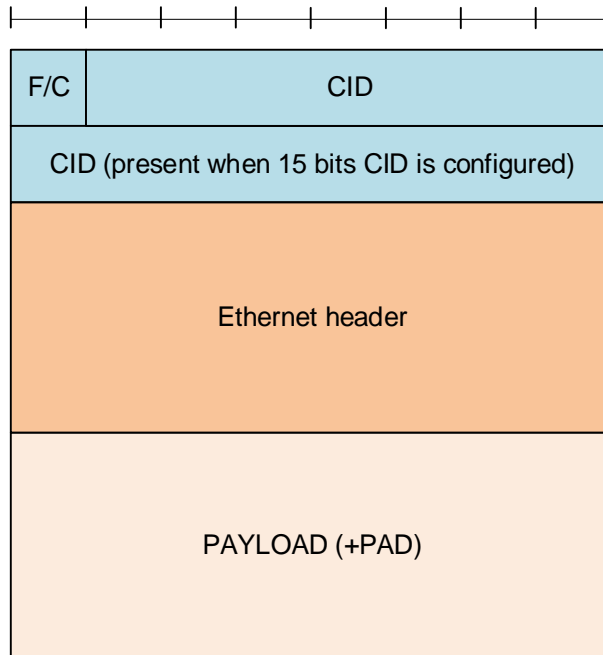 F/C CID
CID (present when 15 bits CID is configured)
Ethernet header
PAYLOAD (+PAD)